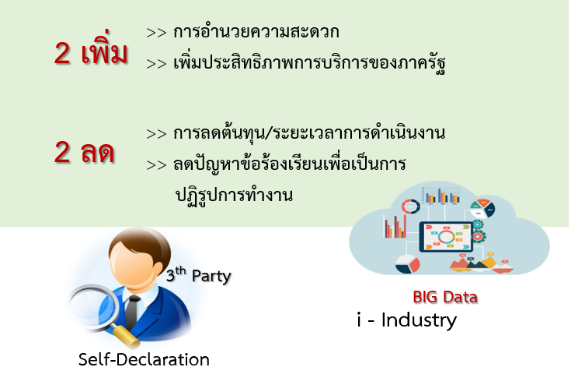 2 เพิ่ม
>> การอำนวยความสะดวก
>> เพิ่มประสิทธิภาพการบริการของภาครัฐ
2 ลด
>> การลดต้นทุน/ระยะเวลาการดำเนินงาน
>> ลดปัญหาข้อร้องเรียนเพื่อเป็นการ
ปฏิรูปการทำงาน
3th Party
Self-Declaration
BIG Data
i - Industry